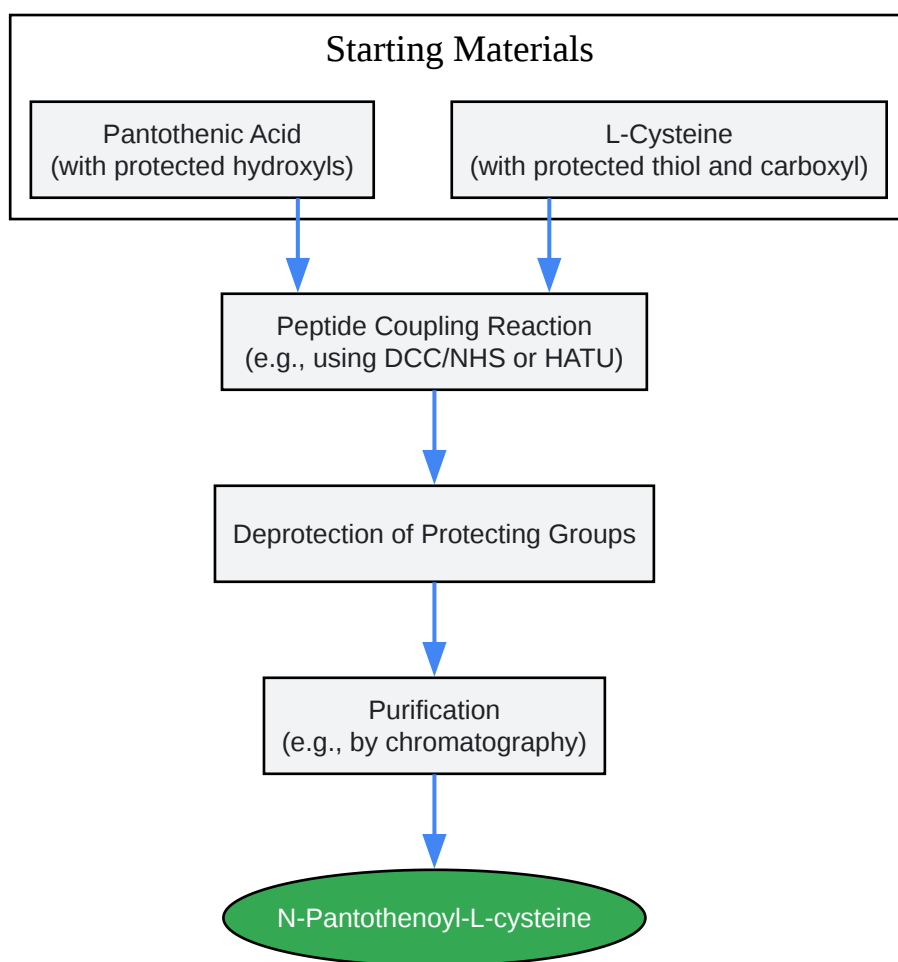 Starting Materials
Pantothenic Acid
(with protected hydroxyls)
L-Cysteine
(with protected thiol and carboxyl)
Peptide Coupling Reaction
(e.g., using DCC/NHS or HATU)
Deprotection of Protecting Groups
Purification
(e.g., by chromatography)
N-Pantothenoyl-L-cysteine